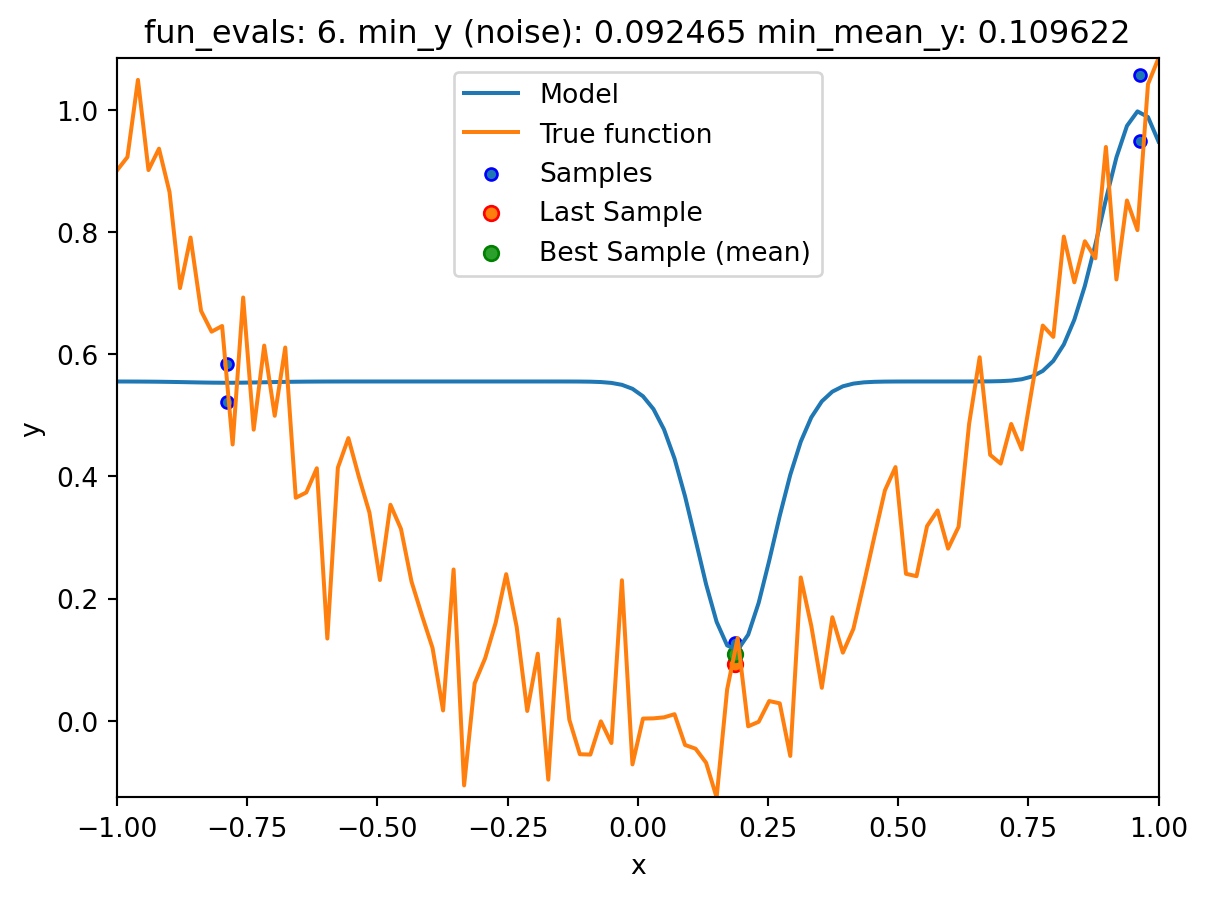 fun_evals: 6. min_y (noise): 0.092465 min_mean_y: 0.109622
Model
True function
Samples
Last Sample
Best Sample (mean)
1.0
0.8
0.6
0.4
0.2
0.0
y
−1.00 −0.75 −0.50 −0.25 0.00 0.25 0.50 0.75 1.00
x